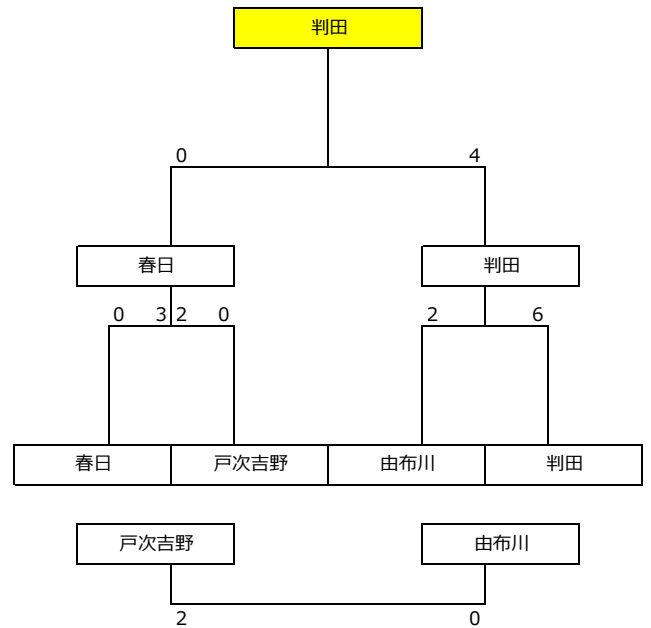 判田
0 4
春日 判田
0 3 2 0 2 6
春日 戸次吉野 由布川 判田
戸次吉野 由布川
2 0